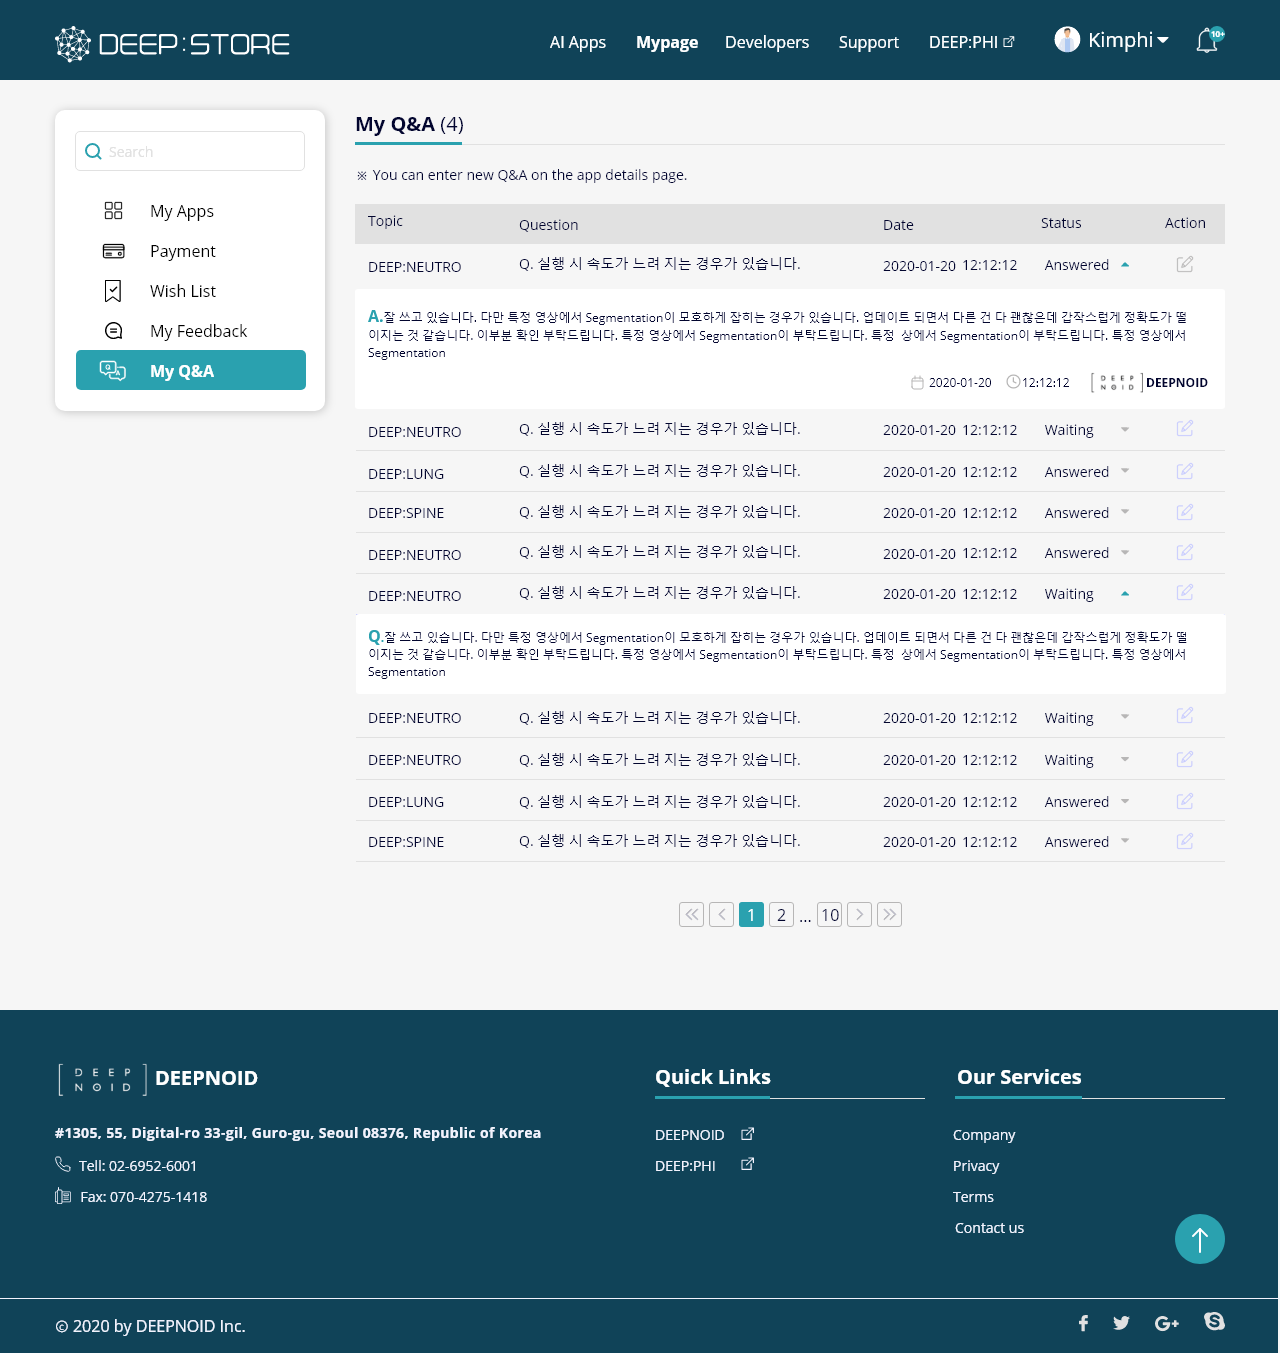 DEEP:STORE
AI Apps Mypage Developers Support DEEP:PHI Kimphi 10+
Search
My Apps
Payment
Wish List
My Feedback
My Q&A
My Q&A (4)
※ You can enter new Q&A on the app details page.
Topic Question Date Status Action
DEEP:NEUTRO Q. 실행 시 속도가 느려 지는 경우가 있습니다. 2020-01-20 12:12:12 Answered
A.잘 쓰고 있습니다. 다만 특정 영상에서 Segmentation이 모호하게 잡히는 경우가 있습니다. 업데이트 되면서 다른 건 다 괜찮은데 갑작스럽게 정확도가 떨
이지는 것 같습니다. 이부분 확인 부탁드립니다. 특정 영상에서 Segmentation이 부탁드립니다. 특정 상에서 Segmentation이 부탁드립니다. 특정 영상에서
Segmentation
2020-01-20 12:12:12 [DEEP NOID] DEEPNOID
DEEP:NEUTRO Q. 실행 시 속도가 느려 지는 경우가 있습니다. 2020-01-20 12:12:12 Waiting
DEEP:LUNG Q. 실행 시 속도가 느려 지는 경우가 있습니다. 2020-01-20 12:12:12 Answered
DEEP:SPINE Q. 실행 시 속도가 느려 지는 경우가 있습니다. 2020-01-20 12:12:12 Answered
DEEP:NEUTRO Q. 실행 시 속도가 느려 지는 경우가 있습니다. 2020-01-20 12:12:12 Answered
DEEP:NEUTRO Q. 실행 시 속도가 느려 지는 경우가 있습니다. 2020-01-20 12:12:12 Waiting
Q.잘 쓰고 있습니다. 다만 특정 영상에서 Segmentation이 모호하게 잡히는 경우가 있습니다. 업데이트 되면서 다른 건 다 괜찮은데 갑작스럽게 정확도가 떨
이지는 것 같습니다. 이부분 확인 부탁드립니다. 특정 영상에서 Segmentation이 부탁드립니다. 특정 상에서 Segmentation이 부탁드립니다. 특정 영상에서
Segmentation
DEEP:NEUTRO Q. 실행 시 속도가 느려 지는 경우가 있습니다. 2020-01-20 12:12:12 Waiting
DEEP:NEUTRO Q. 실행 시 속도가 느려 지는 경우가 있습니다. 2020-01-20 12:12:12 Waiting
DEEP:LUNG Q. 실행 시 속도가 느려 지는 경우가 있습니다. 2020-01-20 12:12:12 Answered
DEEP:SPINE Q. 실행 시 속도가 느려 지는 경우가 있습니다. 2020-01-20 12:12:12 Answered
1 2 ... 10
[DEEP NOID] DEEPNOID
#1305, 55, Digital-ro 33-gil, Guro-gu, Seoul 08376, Republic of Korea
Tell: 02-6952-6001
Fax: 070-4275-1418
Quick Links
DEEPNOID
DEEP:PHI
Our Services
Company
Privacy
Terms
Contact us
© 2020 by DEEPNOID Inc.